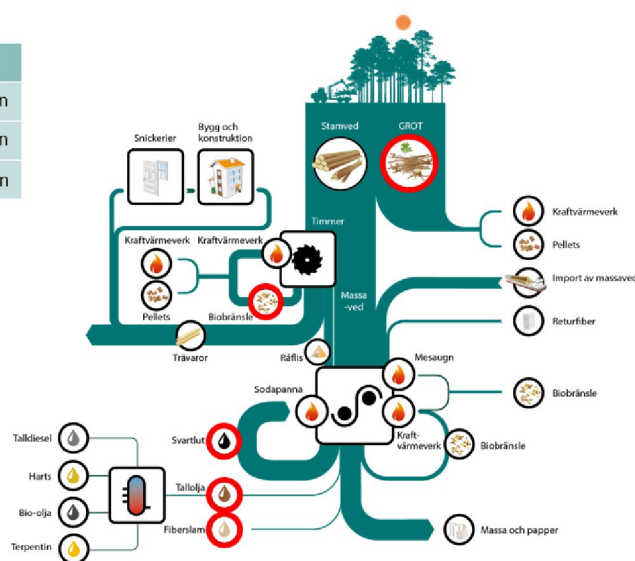 n
n
n
Stamved
GROT
Snickerier
Bygg och
konstruktion
Timmer
Kraftvärmeverk
Kraftvärmeverk
Kraftvärmeverk
Pellets
Pellets
Biobränsle
Massa
-ved
Import av massaved
Returfiber
Trävaror
Råflis
Mesaugn
Sodapanna
Biobränsle
Talldiesel
Svartlut
Kraft-
värmeverk
Biobränsle
Harts
Tallolja
Bio-olja
Fiberslam
Massa och papper
Terpentin